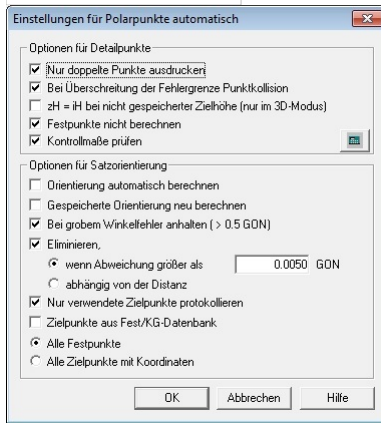 Einstellungen für Polarpunkte automatisch
Optionen für Detailpunkte
Nur doppelte Punkte ausdrucken
Bei Überschreitung der Fehlergrenze Punktkollision
zH = iH bei nicht gespeicherter Zielhöhe (nur im 3D-Modus)
Festpunkte nicht berechnen
Kontrollmaße prüfen
Optionen für Satzorientierung
Orientierung automatisch berechnen
Gespeicherte Orientierung neu berechnen
Bei grobem Winkelfehler anhalten ( > 0.5 GON)
Eliminieren,
wenn Abweichung größer als 0.0050 GON
abhängig von der Distanz
Nur verwendete Zielpunkte protokollieren
Zielpunkte aus Fest/KG-Datenbank
Alle Festpunkte
Alle Zielpunkte mit Koordinaten
OK Abbrechen Hilfe